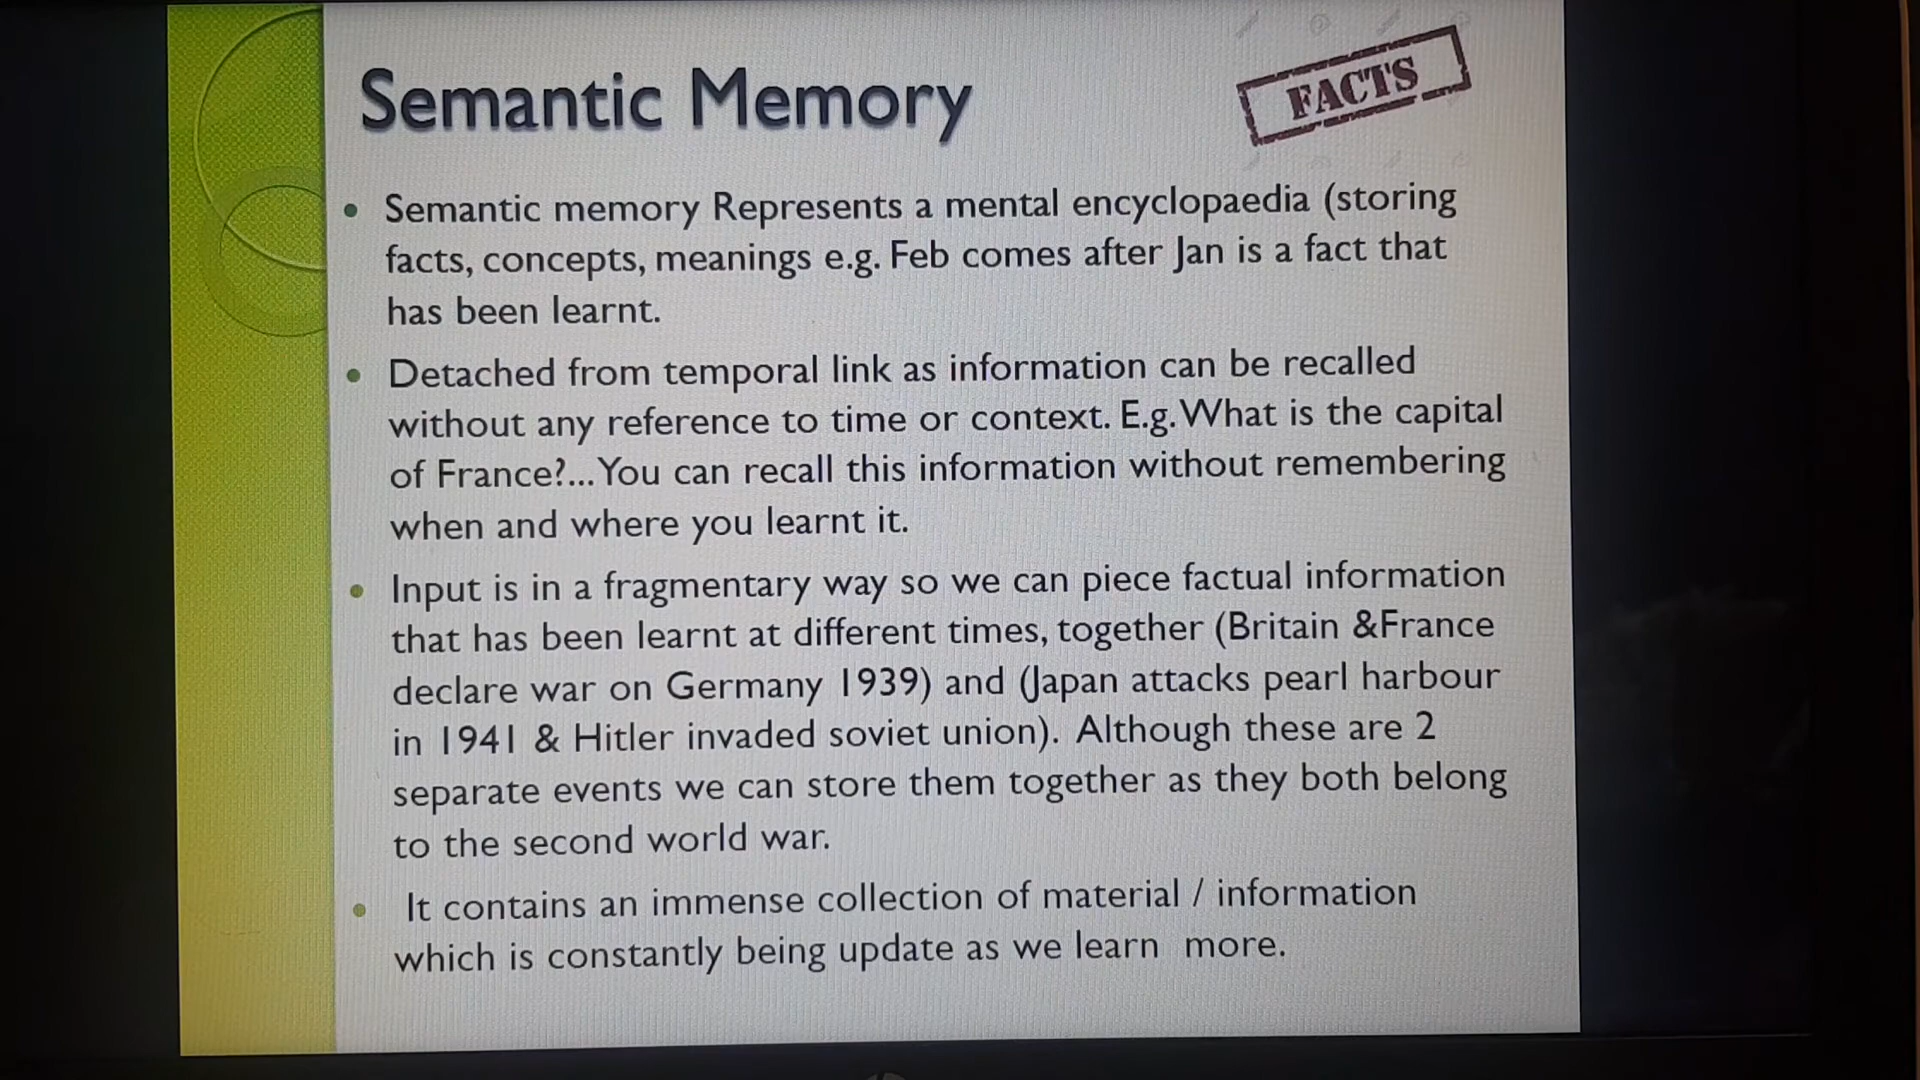 Semantic Memory
FACTS
• Semantic memory Represents a mental encyclopaedia (storing
facts, concepts, meanings e.g. Feb comes after Jan is a fact that
has been learnt.
• Detached from temporal link as information can be recalled
without any reference to time or context. E.g. What is the capital
of France?... You can recall this information without remembering
when and where you learnt it.
• Input is in a fragmentary way so we can piece factual information
that has been learnt at different times, together (Britain &France
declare war on Germany 1939) and (Japan attacks pearl harbour
in 1941 & Hitler invaded soviet union). Although these are 2
separate events we can store them together as they both belong
to the second world war.
• It contains an immense collection of material / information
which is constantly being update as we learn more.